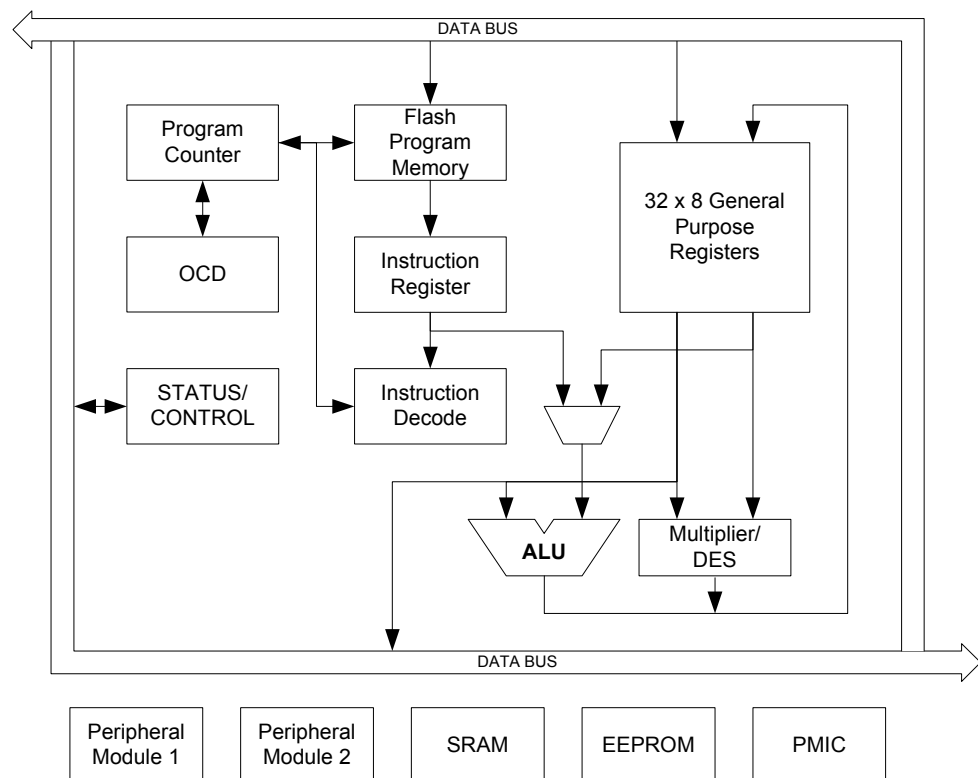 DATA BUS
Program
Counter
Flash
Program
Memory
32 x 8 General
Purpose
Registers
OCD
Instruction
Register
STATUS/
CONTROL
Instruction
Decode
ALU
Multiplier/
DES
DATA BUS
Peripheral
Module 1
Peripheral
Module 2
SRAM
EEPROM
PMIC